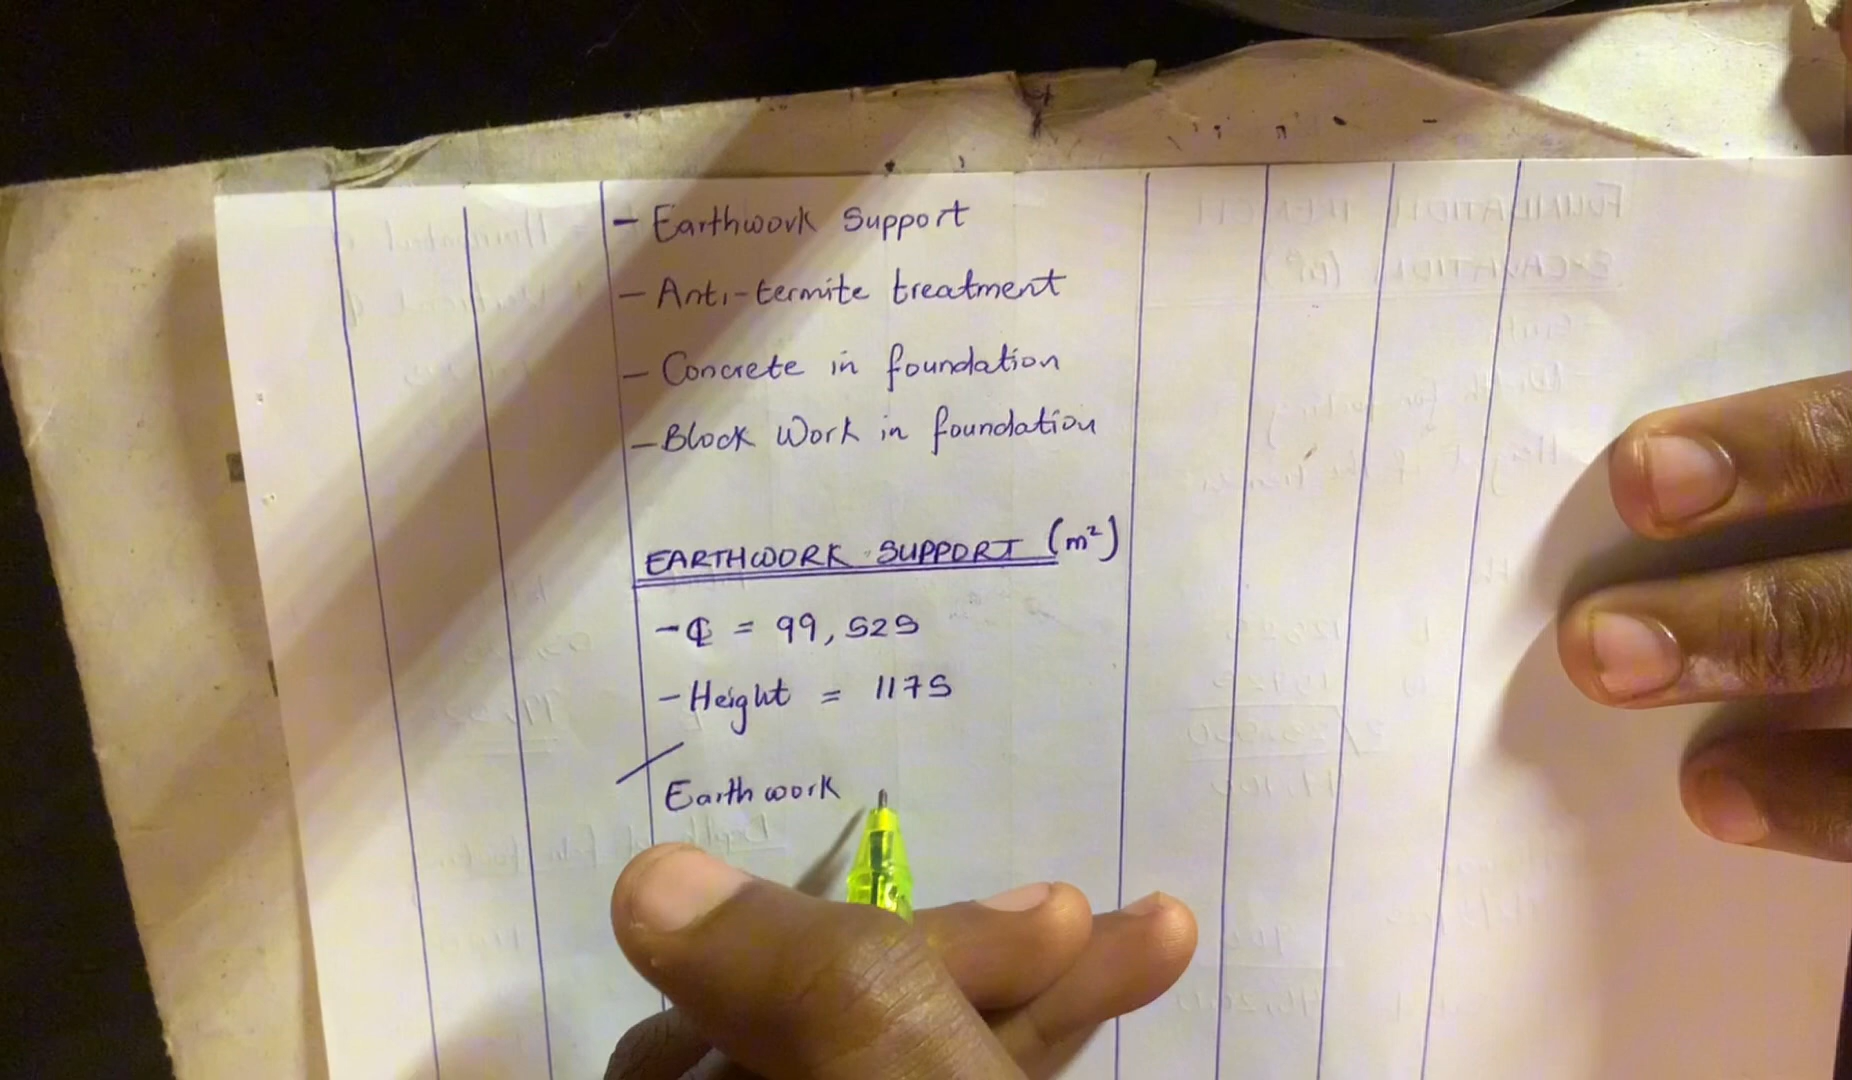 - Earthwork Support
- Anti-termite treatment
- Concrete in foundation
- Block Work in foundation
EARTHWORK SUPPORT (m²)
- ℄ = 99,525
- Height = 1175
Earthwork